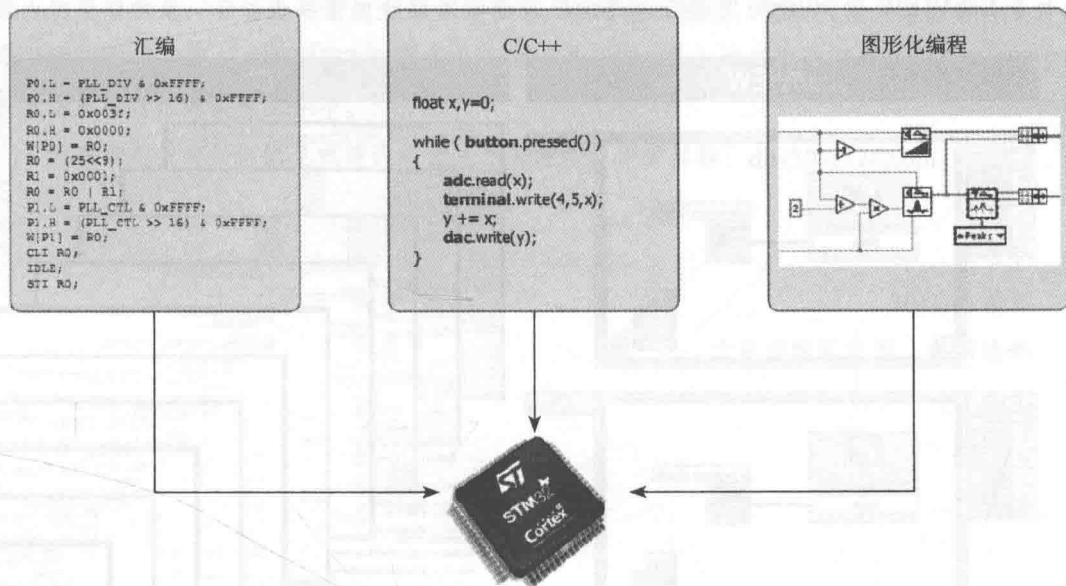 汇编
P0.L = PLL_DIV & 0xFFFF;
P0.H = (PLL_DIV >> 16) & 0xFFFF;
R0.L = 0x003f;
R0.H = 0x0000;
W[P0] = R0;
R0 = (25<<9);
R1 = 0x0001;
R0 = R0 | R1;
P1.L = PLL_CTL & 0xFFFF;
P1.H = (PLL_CTL >> 16) & 0xFFFF;
W[P1] = R0;
CLI R0;
IDLE;
STI R0;
C/C++
float x,y=0;
while ( button.pressed() )
{
adc.read(x);
terminal.write(4,5,x);
y += x;
dac.write(y);
}
图形化编程
2
Peaks
ST
STM32
Cortex